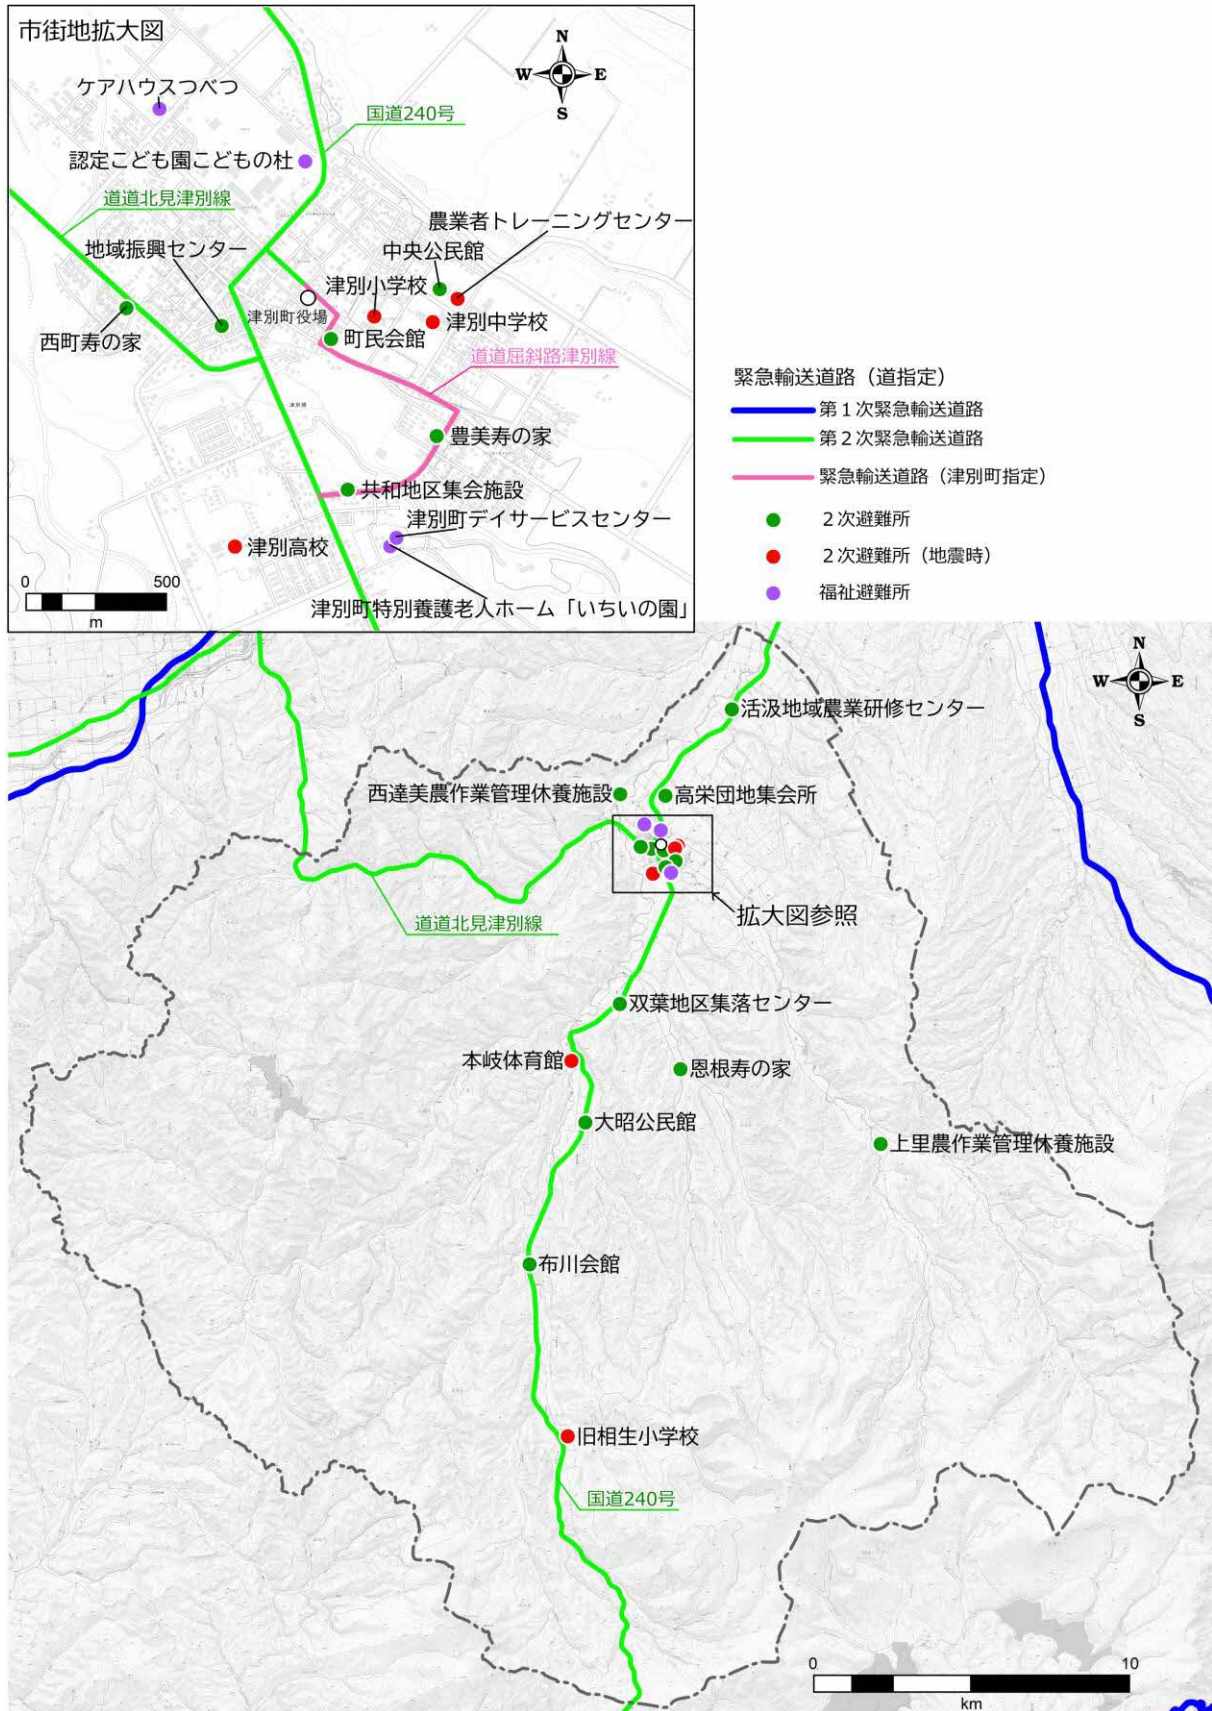 市街地拡大図
N
W
E
S
ケアハウスつべつ
国道240号
認定こども園こどもの杜
道道北見津別線
農業者トレーニングセンター
中央公民館
地域振興センター
津別小学校
津別町役場
津別中学校
町民会館
西町寿の家
道道屈斜路津別線
豊美寿の家
共和地区集会施設
津別町デイサービスセンター
津別高校
津別町特別養護老人ホーム「いちいの園」
0
500
m
緊急輸送道路（道指定）
第１次緊急輸送道路
第２次緊急輸送道路
緊急輸送道路（津別町指定）
２次避難所
２次避難所（地震時）
福祉避難所
N
W
E
S
活汲地域農業研修センター
西達美農作業管理休養施設
高栄団地集会所
拡大図参照
道道北見津別線
双葉地区集落センター
本岐体育館
恩根寿の家
大昭公民館
上里農作業管理休養施設
布川会館
旧相生小学校
国道240号
0
10
km